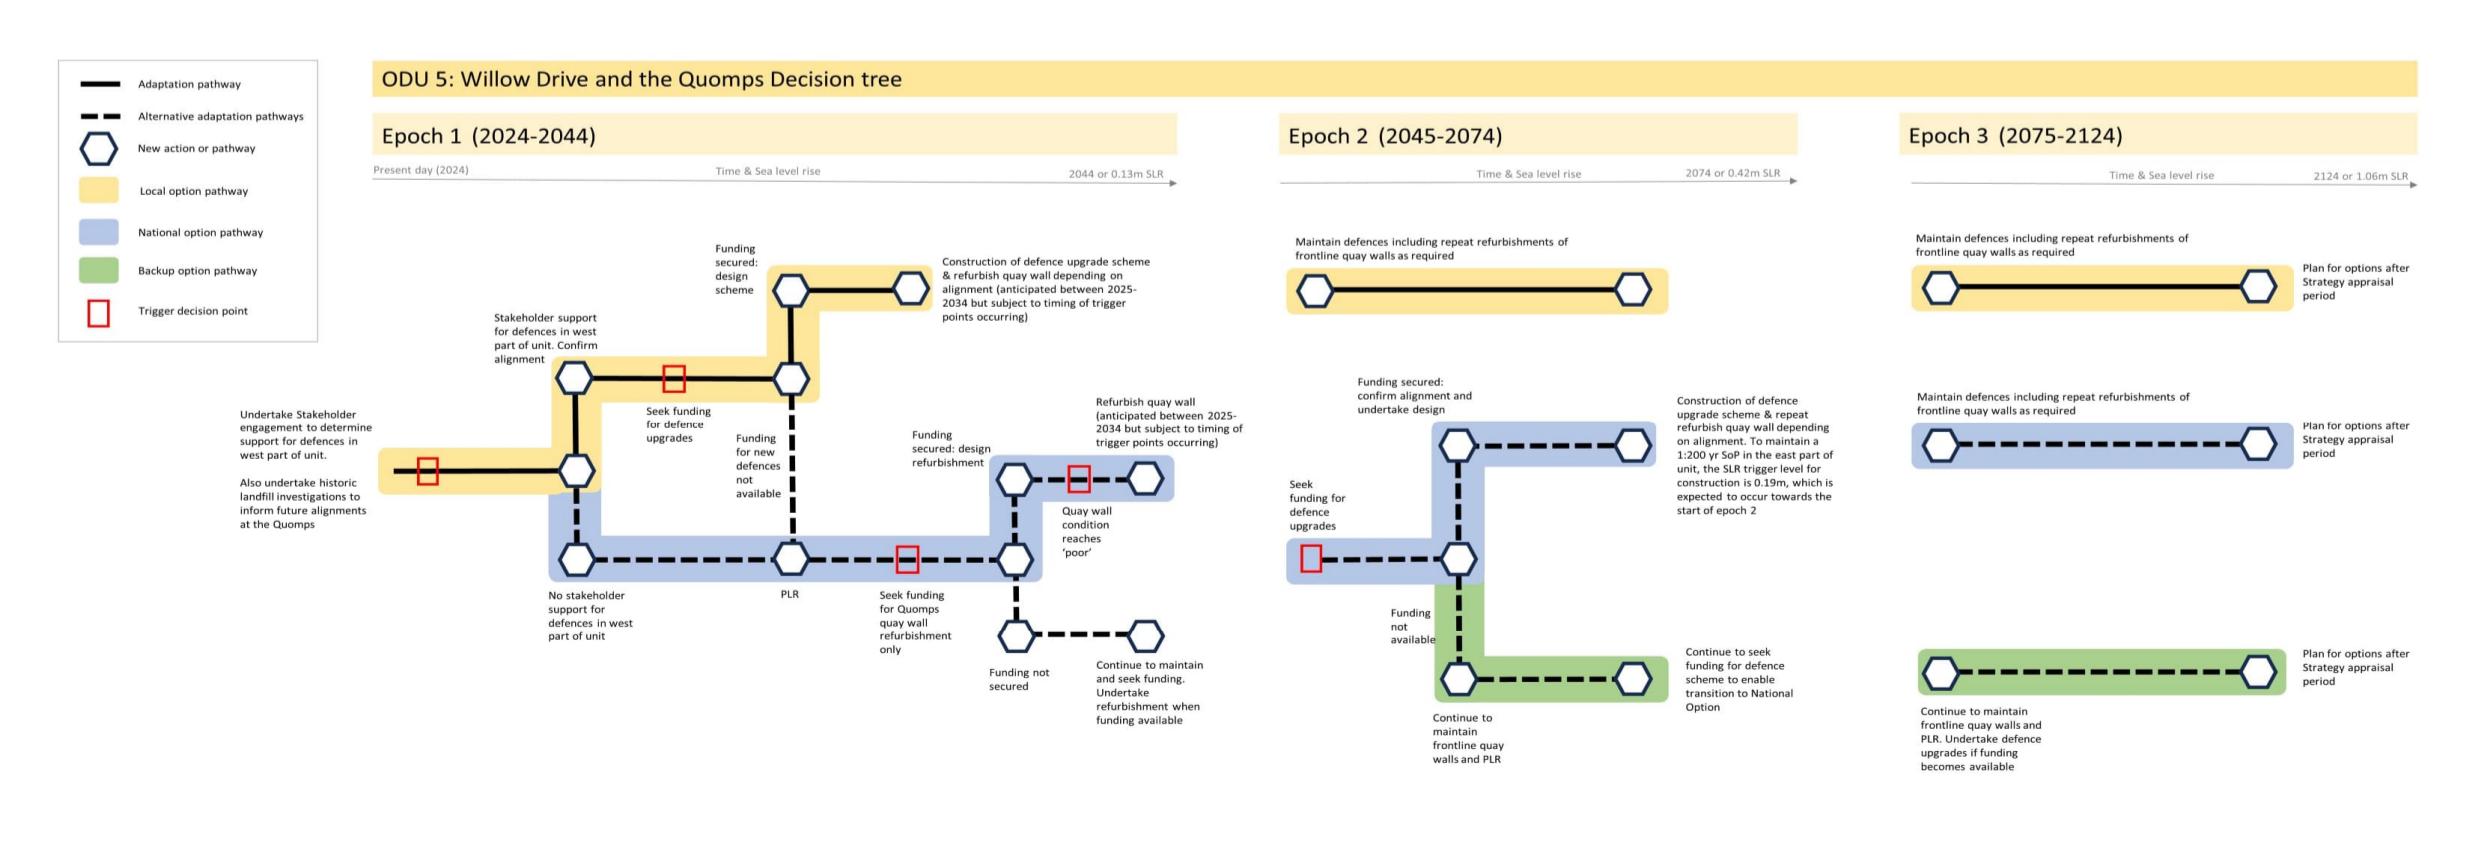 Adaptation pathway
Alternative adaptation pathways
New action or pathway
Local option pathway
National option pathway
Backup option pathway
Trigger decision point
ODU 5: Willow Drive and the Quomps Decision tree
Epoch 1 (2024-2044)
Present day (2024)
Time & Sea level rise
2044 or 0.13m SLR
Undertake Stakeholder
engagement to determine
support for defences in
west part of unit.
Also undertake historic
landfill investigations to
inform future alignments
at the Quomps
Stakeholder support
for defences in west
part of unit. Confirm
alignment
Seek funding
for defence
upgrades
Funding
secured:
design
scheme
Construction of defence upgrade scheme
& refurbish quay wall depending on
alignment (anticipated between 2025-
2034 but subject to timing of trigger
points occurring)
Funding
for new
defences
not
available
No stakeholder
support for
defences in west
part of unit
PLR
Seek funding
for Quomps
quay wall
refurbishment
only
Funding
secured: design
refurbishment
Refurbish quay wall
(anticipated between 2025-
2034 but subject to timing of
trigger points occurring)
Quay wall
condition
reaches
‘poor’
Funding not
secured
Continue to maintain
and seek funding.
Undertake
refurbishment when
funding available
Epoch 2 (2045-2074)
Time & Sea level rise
2074 or 0.42m SLR
Maintain defences including repeat refurbishments of
frontline quay walls as required
Funding secured:
confirm alignment and
undertake design
Seek
funding for
defence
upgrades
Construction of defence
upgrade scheme & repeat
refurbish quay wall depending
on alignment. To maintain a
1:200 yr SoP in the east part of
unit, the SLR trigger level for
construction is 0.19m, which is
expected to occur towards the
start of epoch 2
Funding
not
available
Continue to
maintain
frontline quay
walls and PLR
Continue to seek
funding for defence
scheme to enable
transition to National
Option
Epoch 3 (2075-2124)
Time & Sea level rise
2124 or 1.06m SLR
Maintain defences including repeat refurbishments of
frontline quay walls as required
Plan for options after
Strategy appraisal
period
Maintain defences including repeat refurbishments of
frontline quay walls as required
Plan for options after
Strategy appraisal
period
Plan for options after
Strategy appraisal
period
Continue to maintain
frontline quay walls and
PLR. Undertake defence
upgrades if funding
becomes available